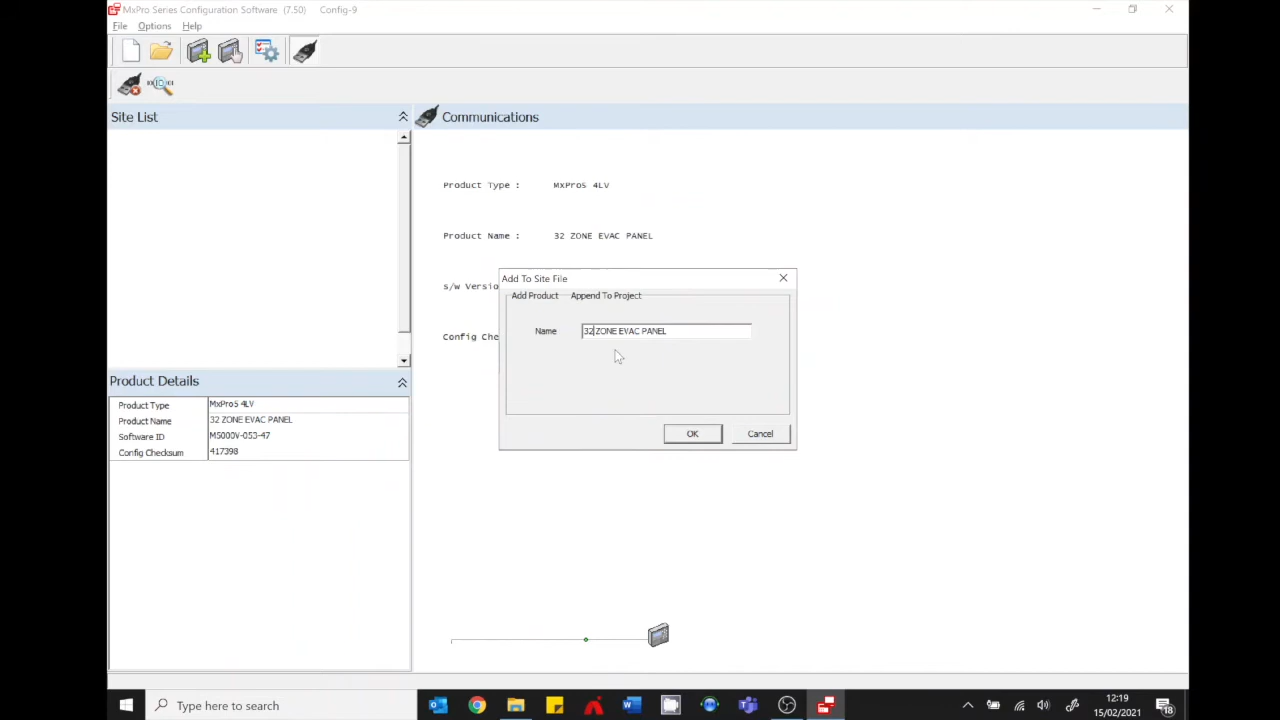 MxPro Series Configuration Software (7.50) Config-9
File Options Help
Site List
Communications
Product Type : MxPro5 4LV
Product Name : 32 ZONE EVAC PANEL
s/w Versio
Config Che
Add To Site File
Add Product Append To Project
Name 32 ZONE EVAC PANEL
OK Cancel
Product Details
Product Type MxPro5 4LV
Product Name 32 ZONE EVAC PANEL
Software ID M5000V-053-47
Config Checksum 417398
Type here to search
12:19
15/02/2021
18